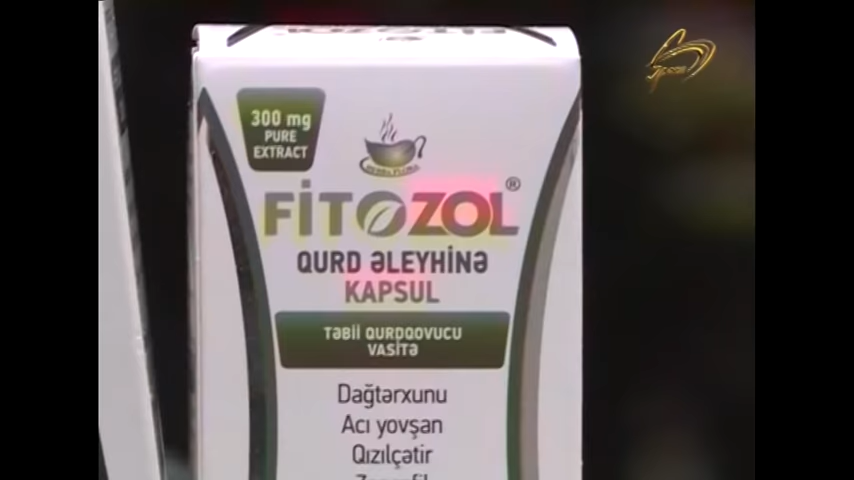 300 mg
PURE
EXTRACT
FİTOZOL®
QURD ƏLEYHİNƏ
KAPSUL
TƏBİİ QURDQOVUCU
VASİTƏ
Dağtərxunu
Acı yovşan
Qızılçətir